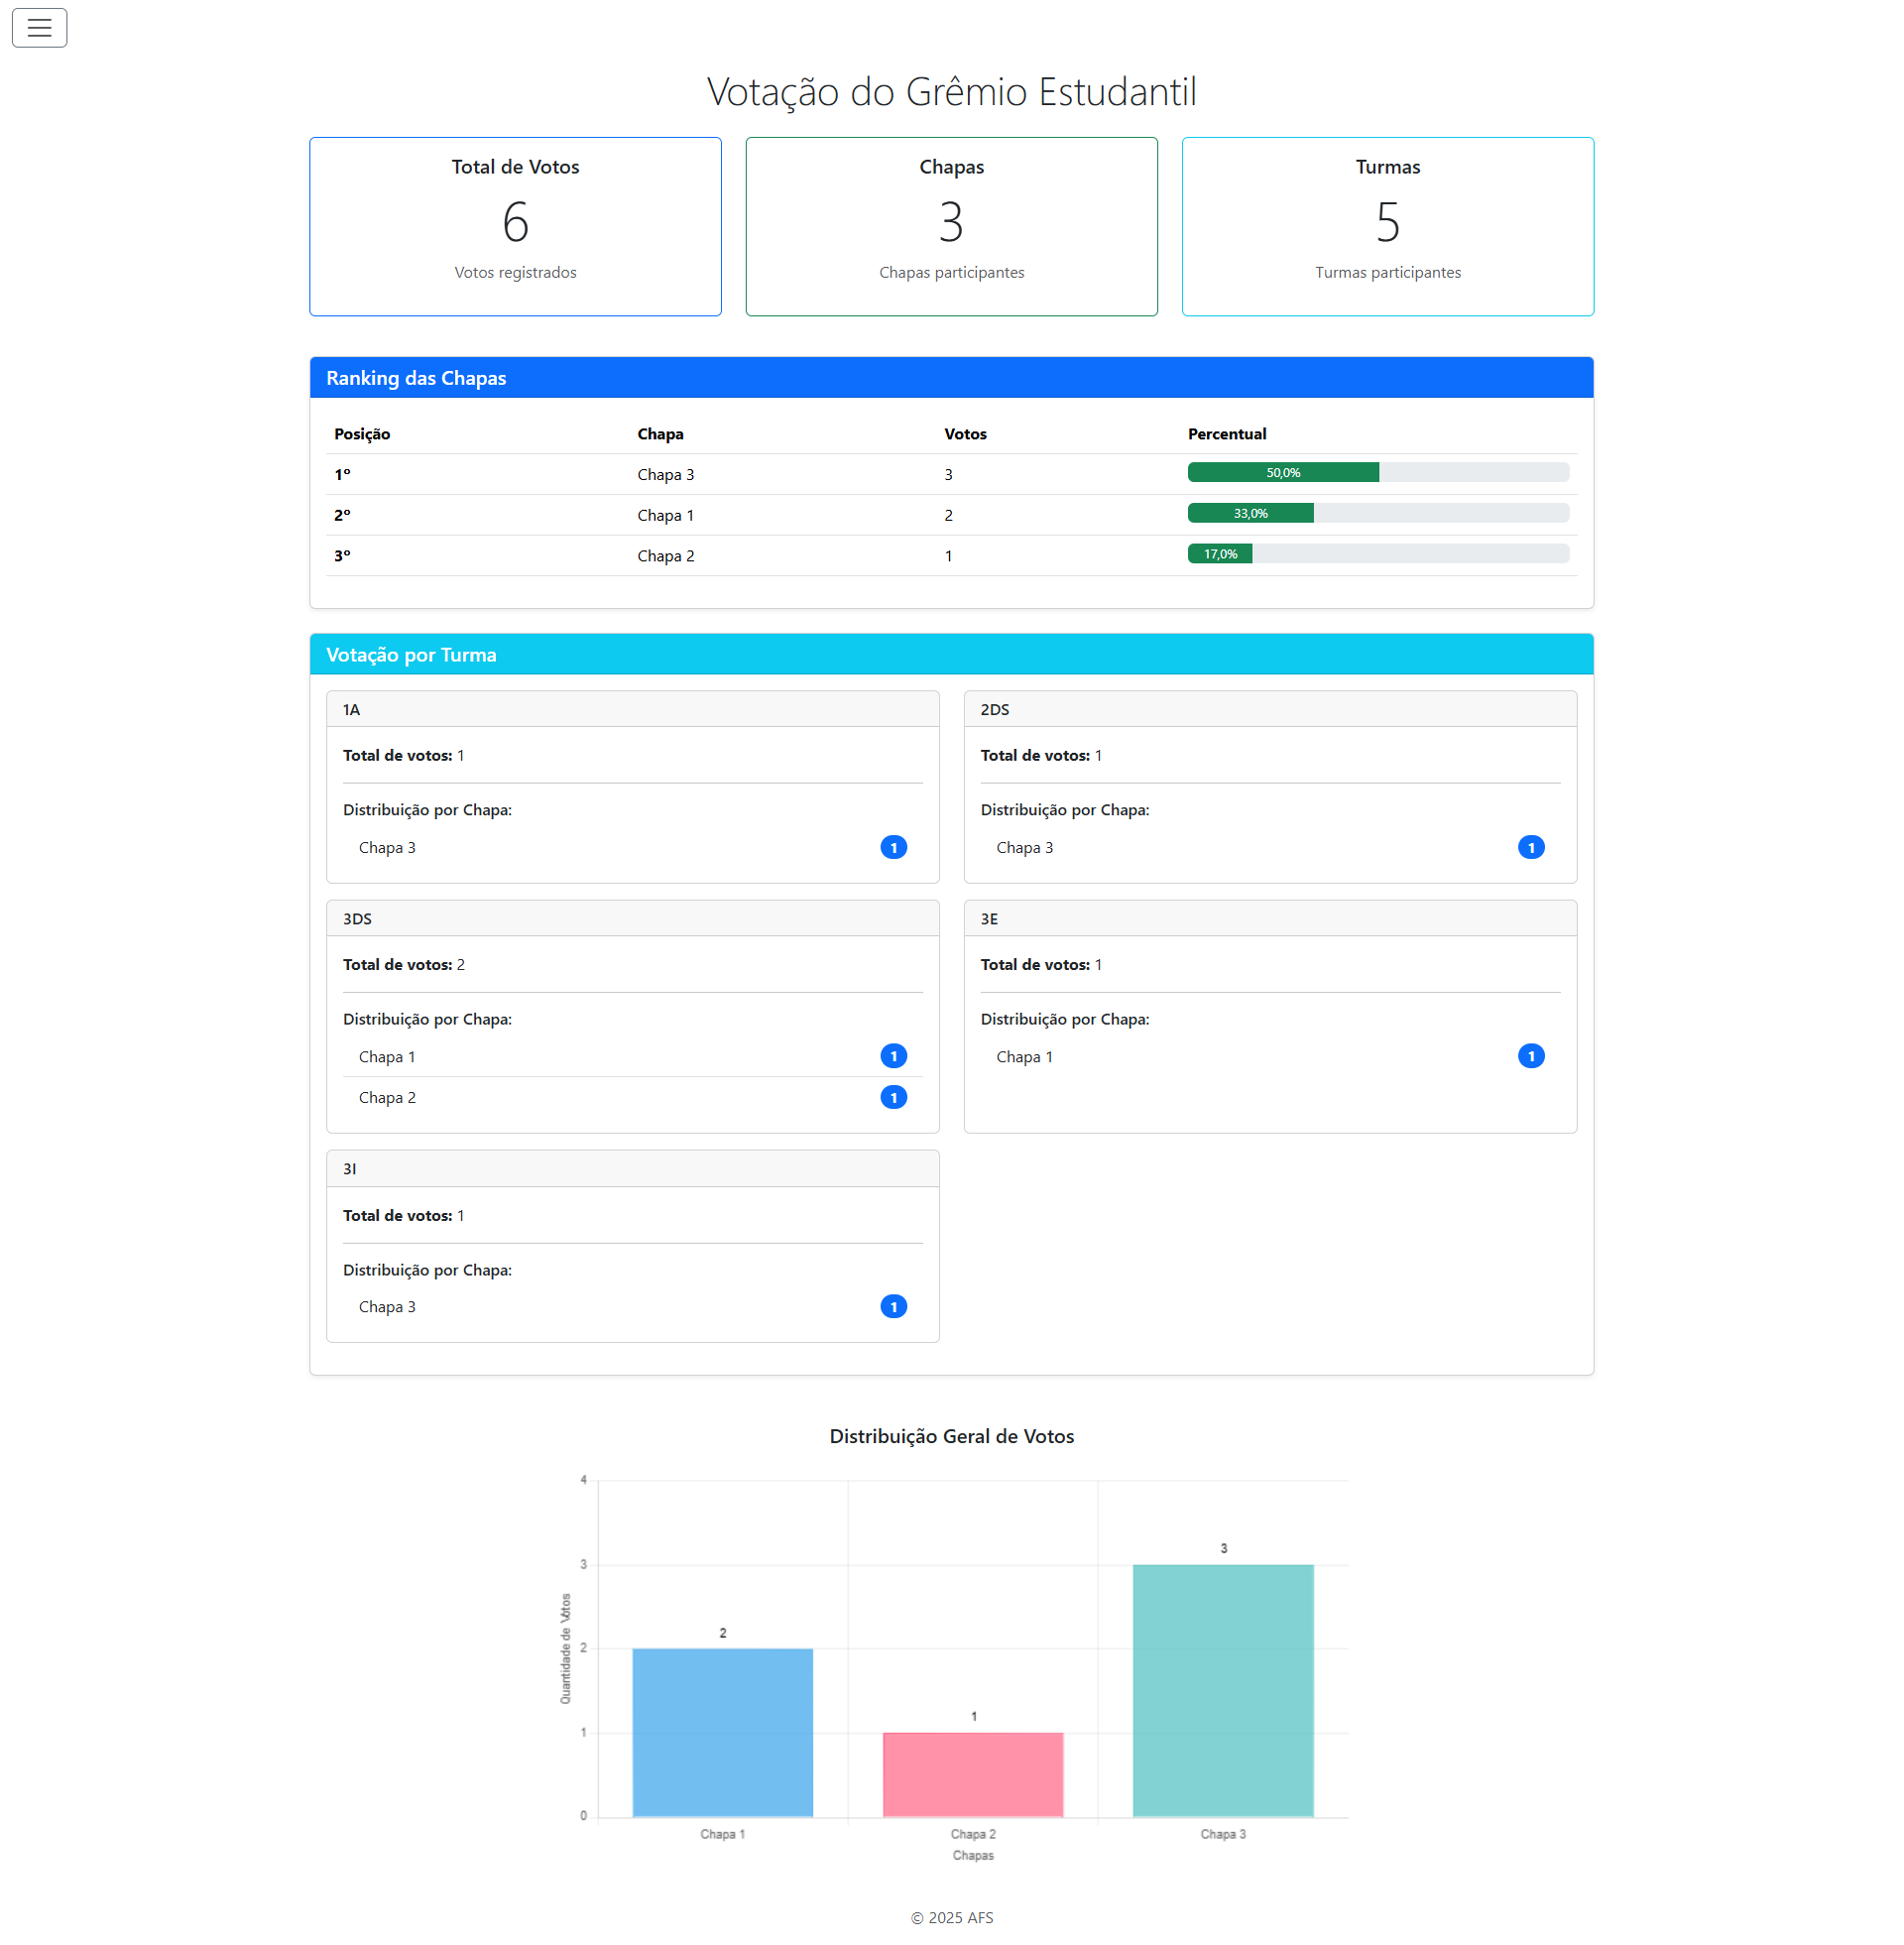 Votação do Grêmio Estudantil
Total de Votos
6
Votos registrados
Chapas
3
Chapas participantes
Turmas
5
Turmas participantes
Ranking das Chapas
Posição Chapa Votos Percentual
1º Chapa 3 3 50,0%
2º Chapa 1 2 33,0%
3º Chapa 2 1 17,0%
Votação por Turma
1A
Total de votos: 1
Distribuição por Chapa:
Chapa 3 1
2DS
Total de votos: 1
Distribuição por Chapa:
Chapa 3 1
3DS
Total de votos: 2
Distribuição por Chapa:
Chapa 1 1
Chapa 2 1
3E
Total de votos: 1
Distribuição por Chapa:
Chapa 1 1
3I
Total de votos: 1
Distribuição por Chapa:
Chapa 3 1
Distribuição Geral de Votos
Quantidade de Votos
4
3
2
1
0
2
1
3
Chapa 1 Chapa 2 Chapa 3
Chapas
© 2025 AFS